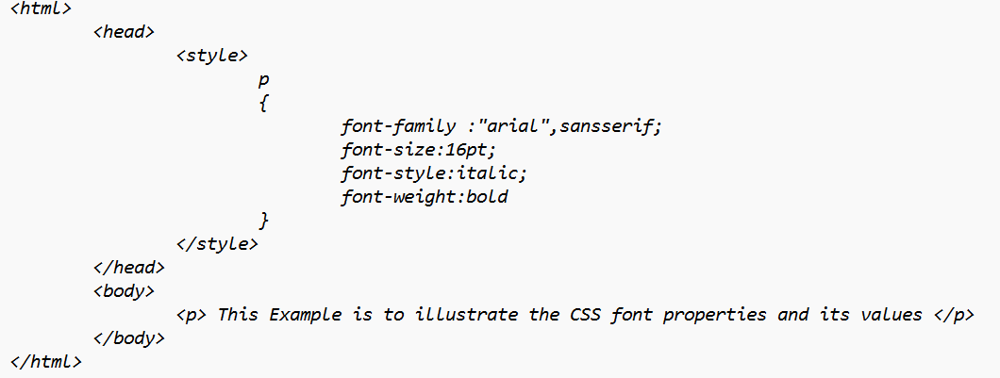 <html>
<head>
<style>
p
{
font-family :"arial",sansserif;
font-size:16pt;
font-style:italic;
font-weight:bold
}
</style>
</head>
<body>
<p> This Example is to illustrate the CSS font properties and its values </p>
</body>
</html>